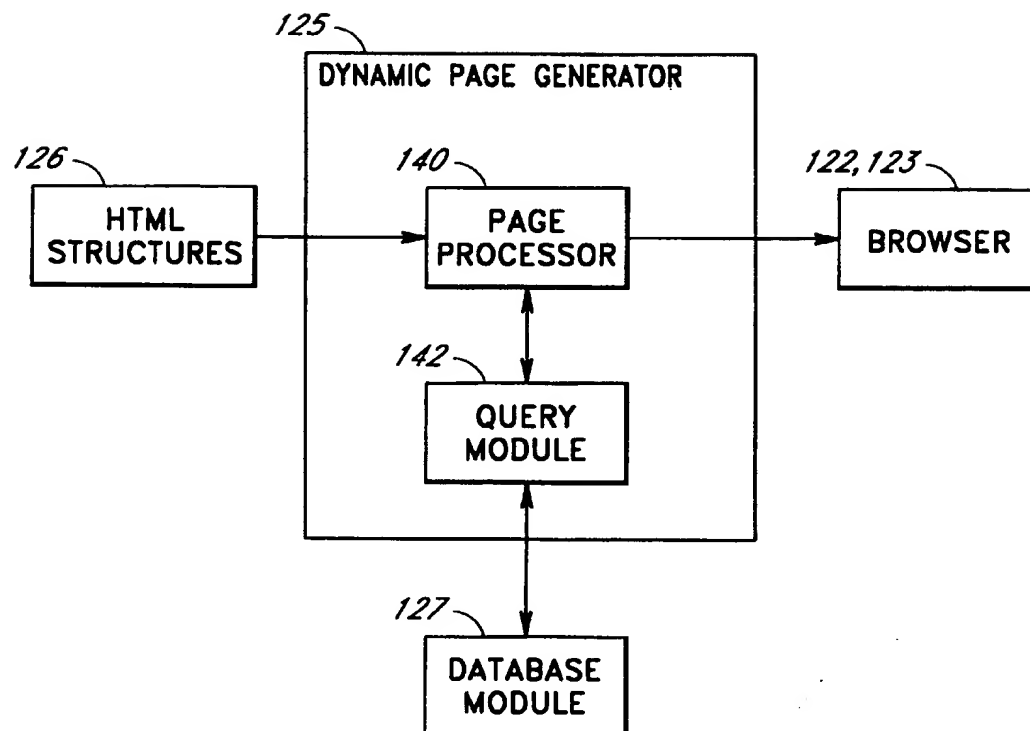 125
DYNAMIC PAGE GENERATOR
126
HTML
STRUCTURES
140
PAGE
PROCESSOR
122, 123
BROWSER
142
QUERY
MODULE
127
DATABASE
MODULE